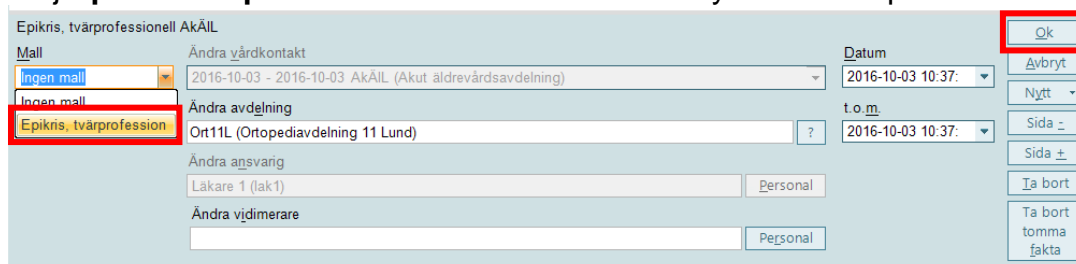 Epikris, tvärprofessionell AkÄIL
Mall
Ändra vårdkontakt
Datum
Ok
Ingen mall
2016-10-03 - 2016-10-03 AkÄIL (Akut äldrevårdsavdelning)
2016-10-03 10:37:
Avbryt
Ingen mall
Ändra avdelning
t.o.m.
Nytt
Epikris, tvärprofession
Ort11L (Ortopediavdelning 11 Lund)
?
2016-10-03 10:37:
Sida -
Ändra ansvarig
Sida +
Läkare 1 (lak1)
Personal
Ta bort
Ändra vidimerare
Personal
Ta bort
tomma
fakta